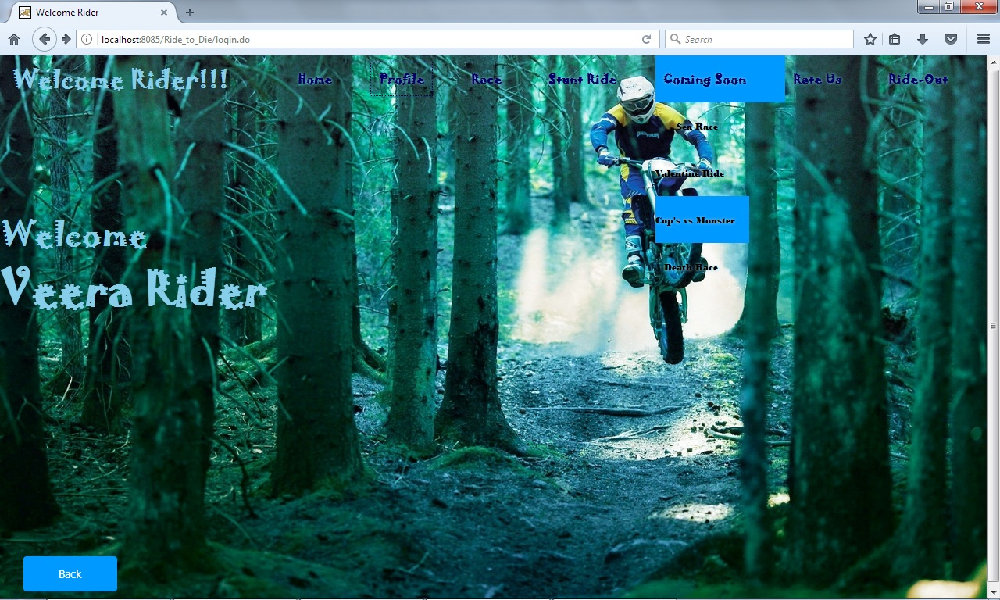 Welcome Rider
localhost:8085/Ride_to_Die/login.do
Search
Welcome Rider!!!
Home Profile Race Stunt Ride Coming Soon Rate Us Ride-Out
Sea Race
Valentine Ride
Cop's vs Monster
Death Race
Welcome
Veera Rider
Back